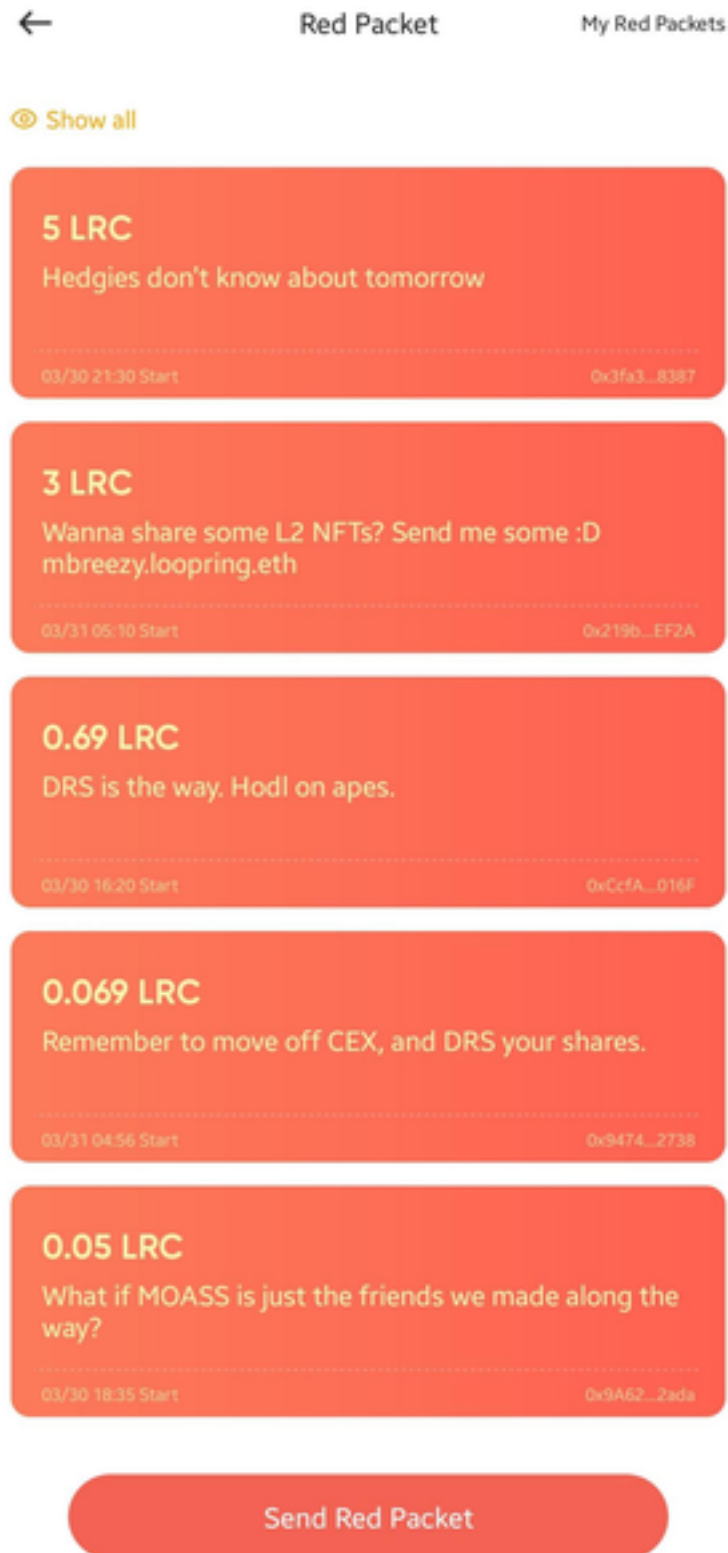 Red Packet
My Red Packets
Show all
5 LRC
Hedgies don't know about tomorrow
03/30 21:30 Start
0x3fa3...8387
3 LRC
Wanna share some L2 NFTs? Send me some :D
mbreezy.loopring.eth
03/31 05:10 Start
0x219b...EF2A
0.69 LRC
DRS is the way. Hodl on apes.
03/30 16:20 Start
0xCcfA...016F
0.069 LRC
Remember to move off CEX, and DRS your shares.
03/31 04:56 Start
0x9474...2738
0.05 LRC
What if MOASS is just the friends we made along the
way?
03/30 18:35 Start
0x9A62...2ada
Send Red Packet